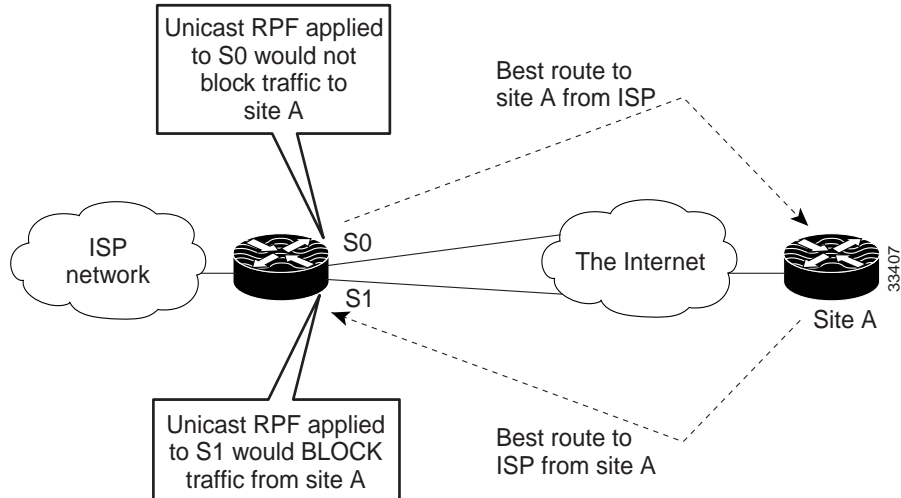 Unicast RPF applied
to S0 would not
block traffic to
site A
Best route to
site A from ISP
ISP
network
S0
S1
The Internet
33407
Site A
Unicast RPF applied
to S1 would BLOCK
traffic from site A
Best route to
ISP from site A